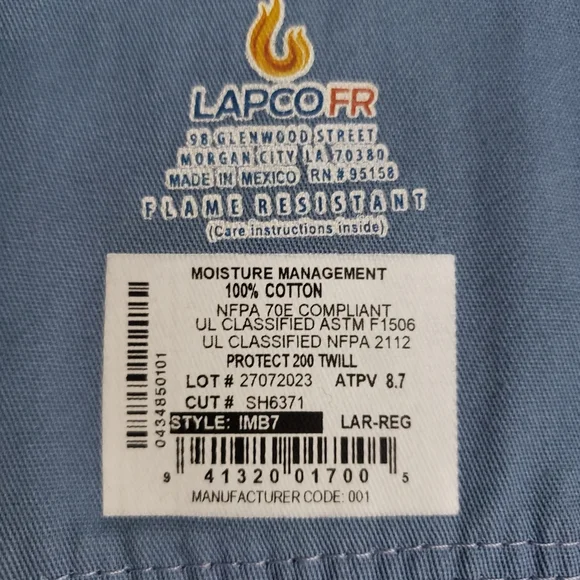 LAPCO FR
98 GLENWOOD STREET
MORGAN CITY, LA 70380
MADE IN MEXICO RN # 95158
FLAME RESISTANT
(Care instructions inside)
MOISTURE MANAGEMENT
100% COTTON
NFPA 70E COMPLIANT
UL CLASSIFIED ASTM F1506
UL CLASSIFIED NFPA 2112
PROTECT 200 TWILL
LOT # 27072023 ATPV 8.7
CUT # SH6371
STYLE: IMB7 LAR-REG
9 41320 01700 5
MANUFACTURER CODE: 001
0434850101